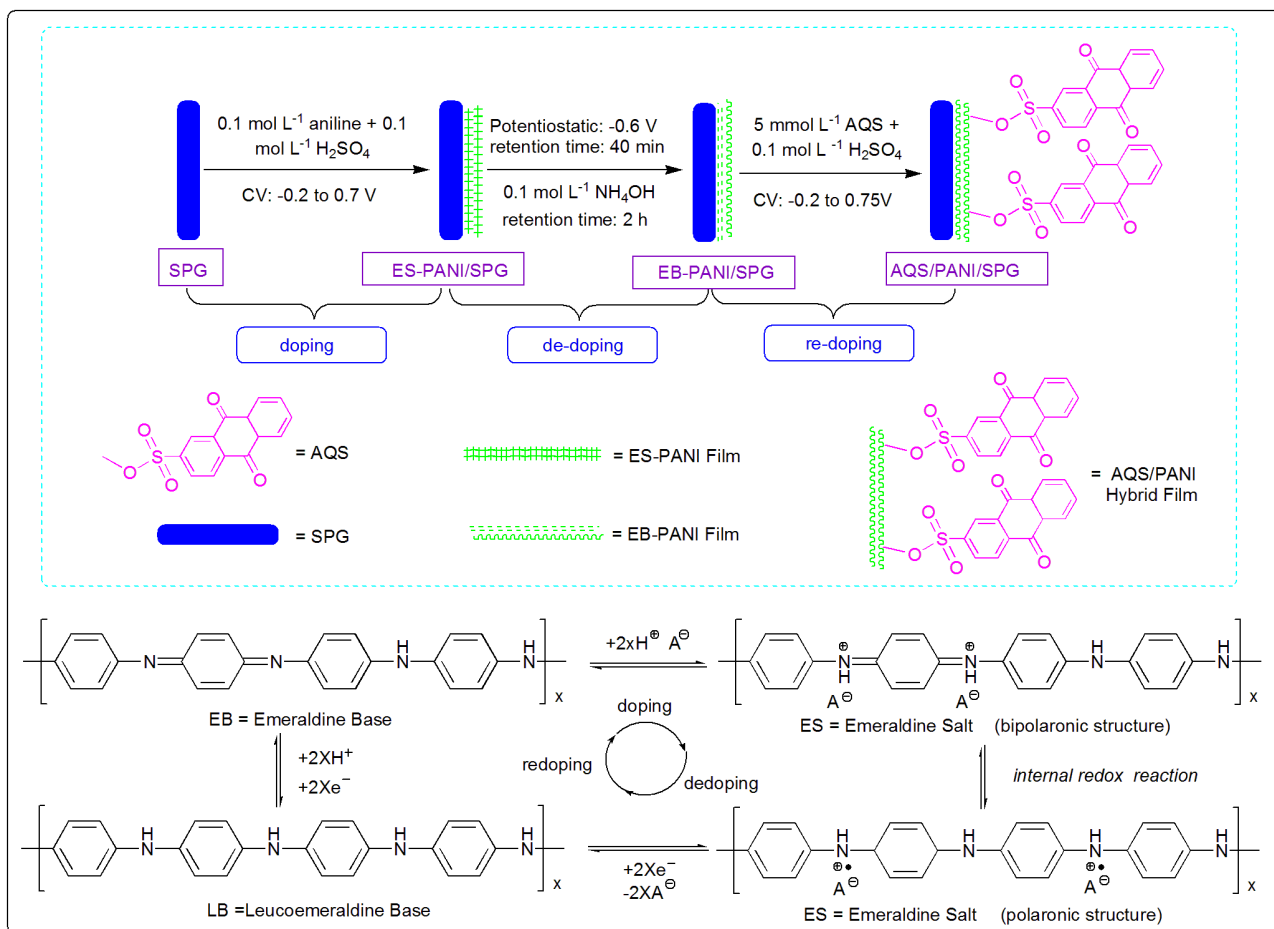 0.1 mol L⁻¹ aniline + 0.1
mol L⁻¹ H₂SO₄
CV: -0.2 to 0.7 V
Potentiostatic: -0.6 V
retention time: 40 min
0.1 mol L⁻¹ NH₄OH
retention time: 2 h
5 mmol L⁻¹ AQS +
0.1 mol L⁻¹ H₂SO₄
CV: -0.2 to 0.75V
O
O
O
S
O
O
O
O
O
S
O
O
SPG
ES-PANI/SPG
EB-PANI/SPG
AQS/PANI/SPG
doping
de-doping
re-doping
O
O
S
O
O
O
= AQS
= ES-PANI Film
O
O
S
O
O
O
O
O
S
O
O
O
= AQS/PANI
Hybrid Film
= SPG
= EB-PANI Film
N
N
H
N
H
N
x
EB = Emeraldine Base
+2xH⊕ A⊖
⊕
N
H
A⊖
⊕
N
H
A⊖
H
N
H
N
x
ES = Emeraldine Salt (bipolaronic structure)
doping
redoping
dedoping
+2XH⁺
+2Xe⁻
internal redox reaction
H
N
H
N
H
N
H
N
x
LB =Leucoemeraldine Base
+2Xe⁻
-2XA⊖
H
N
⊕•
A⊖
H
N
H
N
⊕•
A⊖
H
N
x
ES = Emeraldine Salt (polaronic structure)